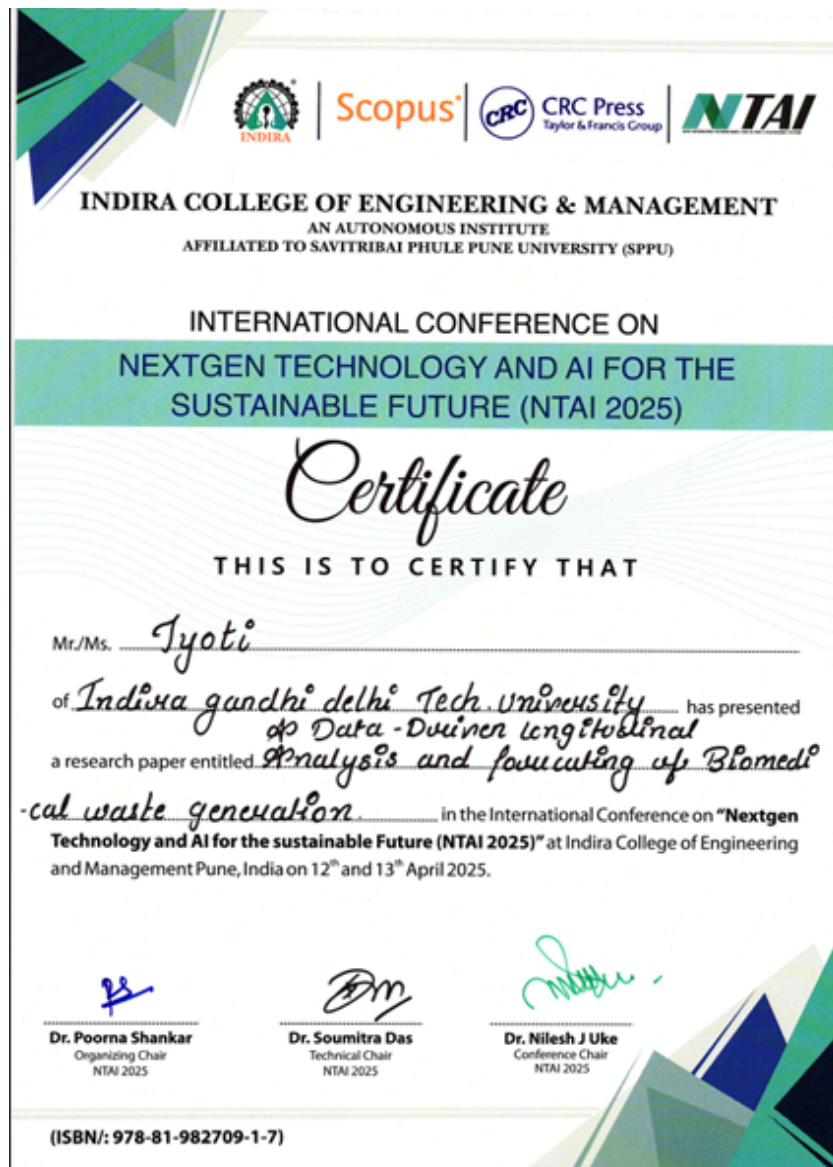 INDIRA
Scopus
CRC
CRC Press
Taylor & Francis Group
NTAI
INDIRA COLLEGE OF ENGINEERING & MANAGEMENT
AN AUTONOMOUS INSTITUTE
AFFILIATED TO SAVITRIBAI PHULE PUNE UNIVERSITY (SPPU)
INTERNATIONAL CONFERENCE ON
NEXTGEN TECHNOLOGY AND AI FOR THE
SUSTAINABLE FUTURE (NTAI 2025)
Certificate
THIS IS TO CERTIFY THAT
Mr./Ms. Jyoti
of Indira gandhi delhi Tech. University has presented
Data-Driven Longitudinal
a research paper entitled Analysis and forecasting of Biomedi
-cal waste generation. in the International Conference on "Nextgen
Technology and AI for the sustainable Future (NTAI 2025)" at Indira College of Engineering
and Management Pune, India on 12th and 13th April 2025.
Dr. Poorna Shankar
Organizing Chair
NTAI 2025
Dr. Soumitra Das
Technical Chair
NTAI 2025
Dr. Nilesh J Uke
Conference Chair
NTAI 2025
(ISBN/: 978-81-982709-1-7)